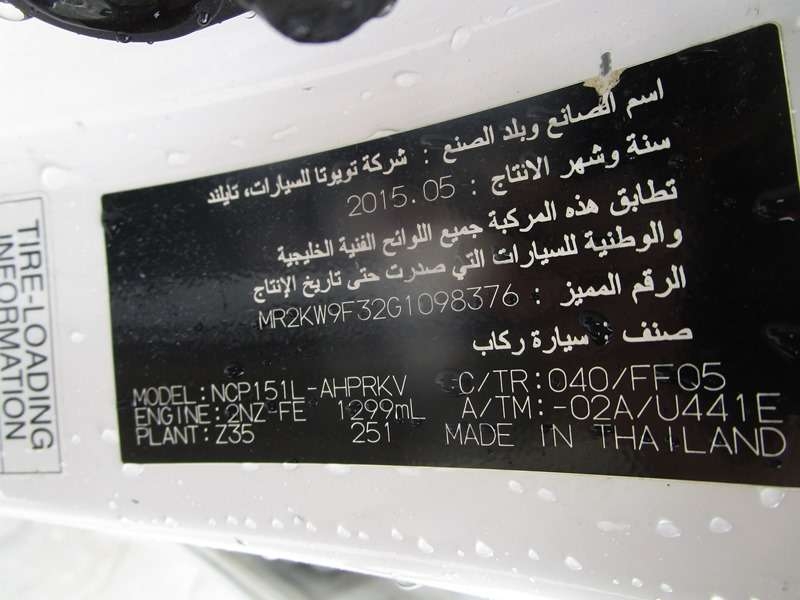 اسم الصانع وبلد الصنع : شركة تويوتا للسيارات، تايلند
سنة وشهر الانتاج : 2015.05
تطابق هذه المركبة جميع اللوائح الفنية الخليجية
والوطنية للسيارات التي صدرت حتى تاريخ الإنتاج
الرقم المميز : MR2KW9F32G1098376
صنف : سيارة ركاب
MODEL:NCP151L-AHPRKV C/TR:040/FFQ5
ENGINE:2NZ-FE 1299mL A/TM:-02A/U441E
PLANT:Z35 251 MADE IN THAILAND
TIRE-LOADING
INFORMATION